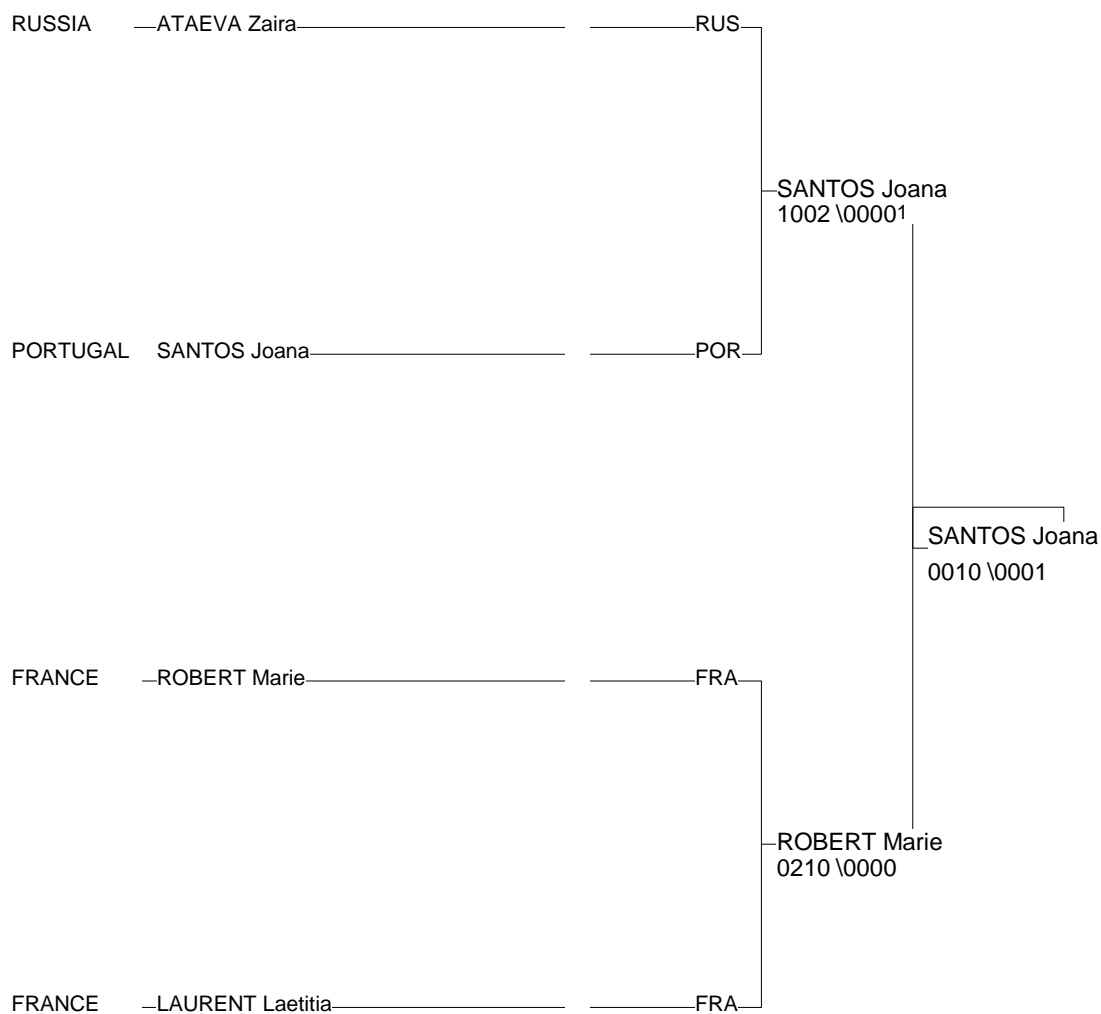 RUSSIA ATAEVA Zaira RUS
SANTOS Joana
1002 \00001
PORTUGAL SANTOS Joana POR
SANTOS Joana
0010 \0001
FRANCE ROBERT Marie FRA
ROBERT Marie
0210 \0000
FRANCE LAURENT Laetitia FRA